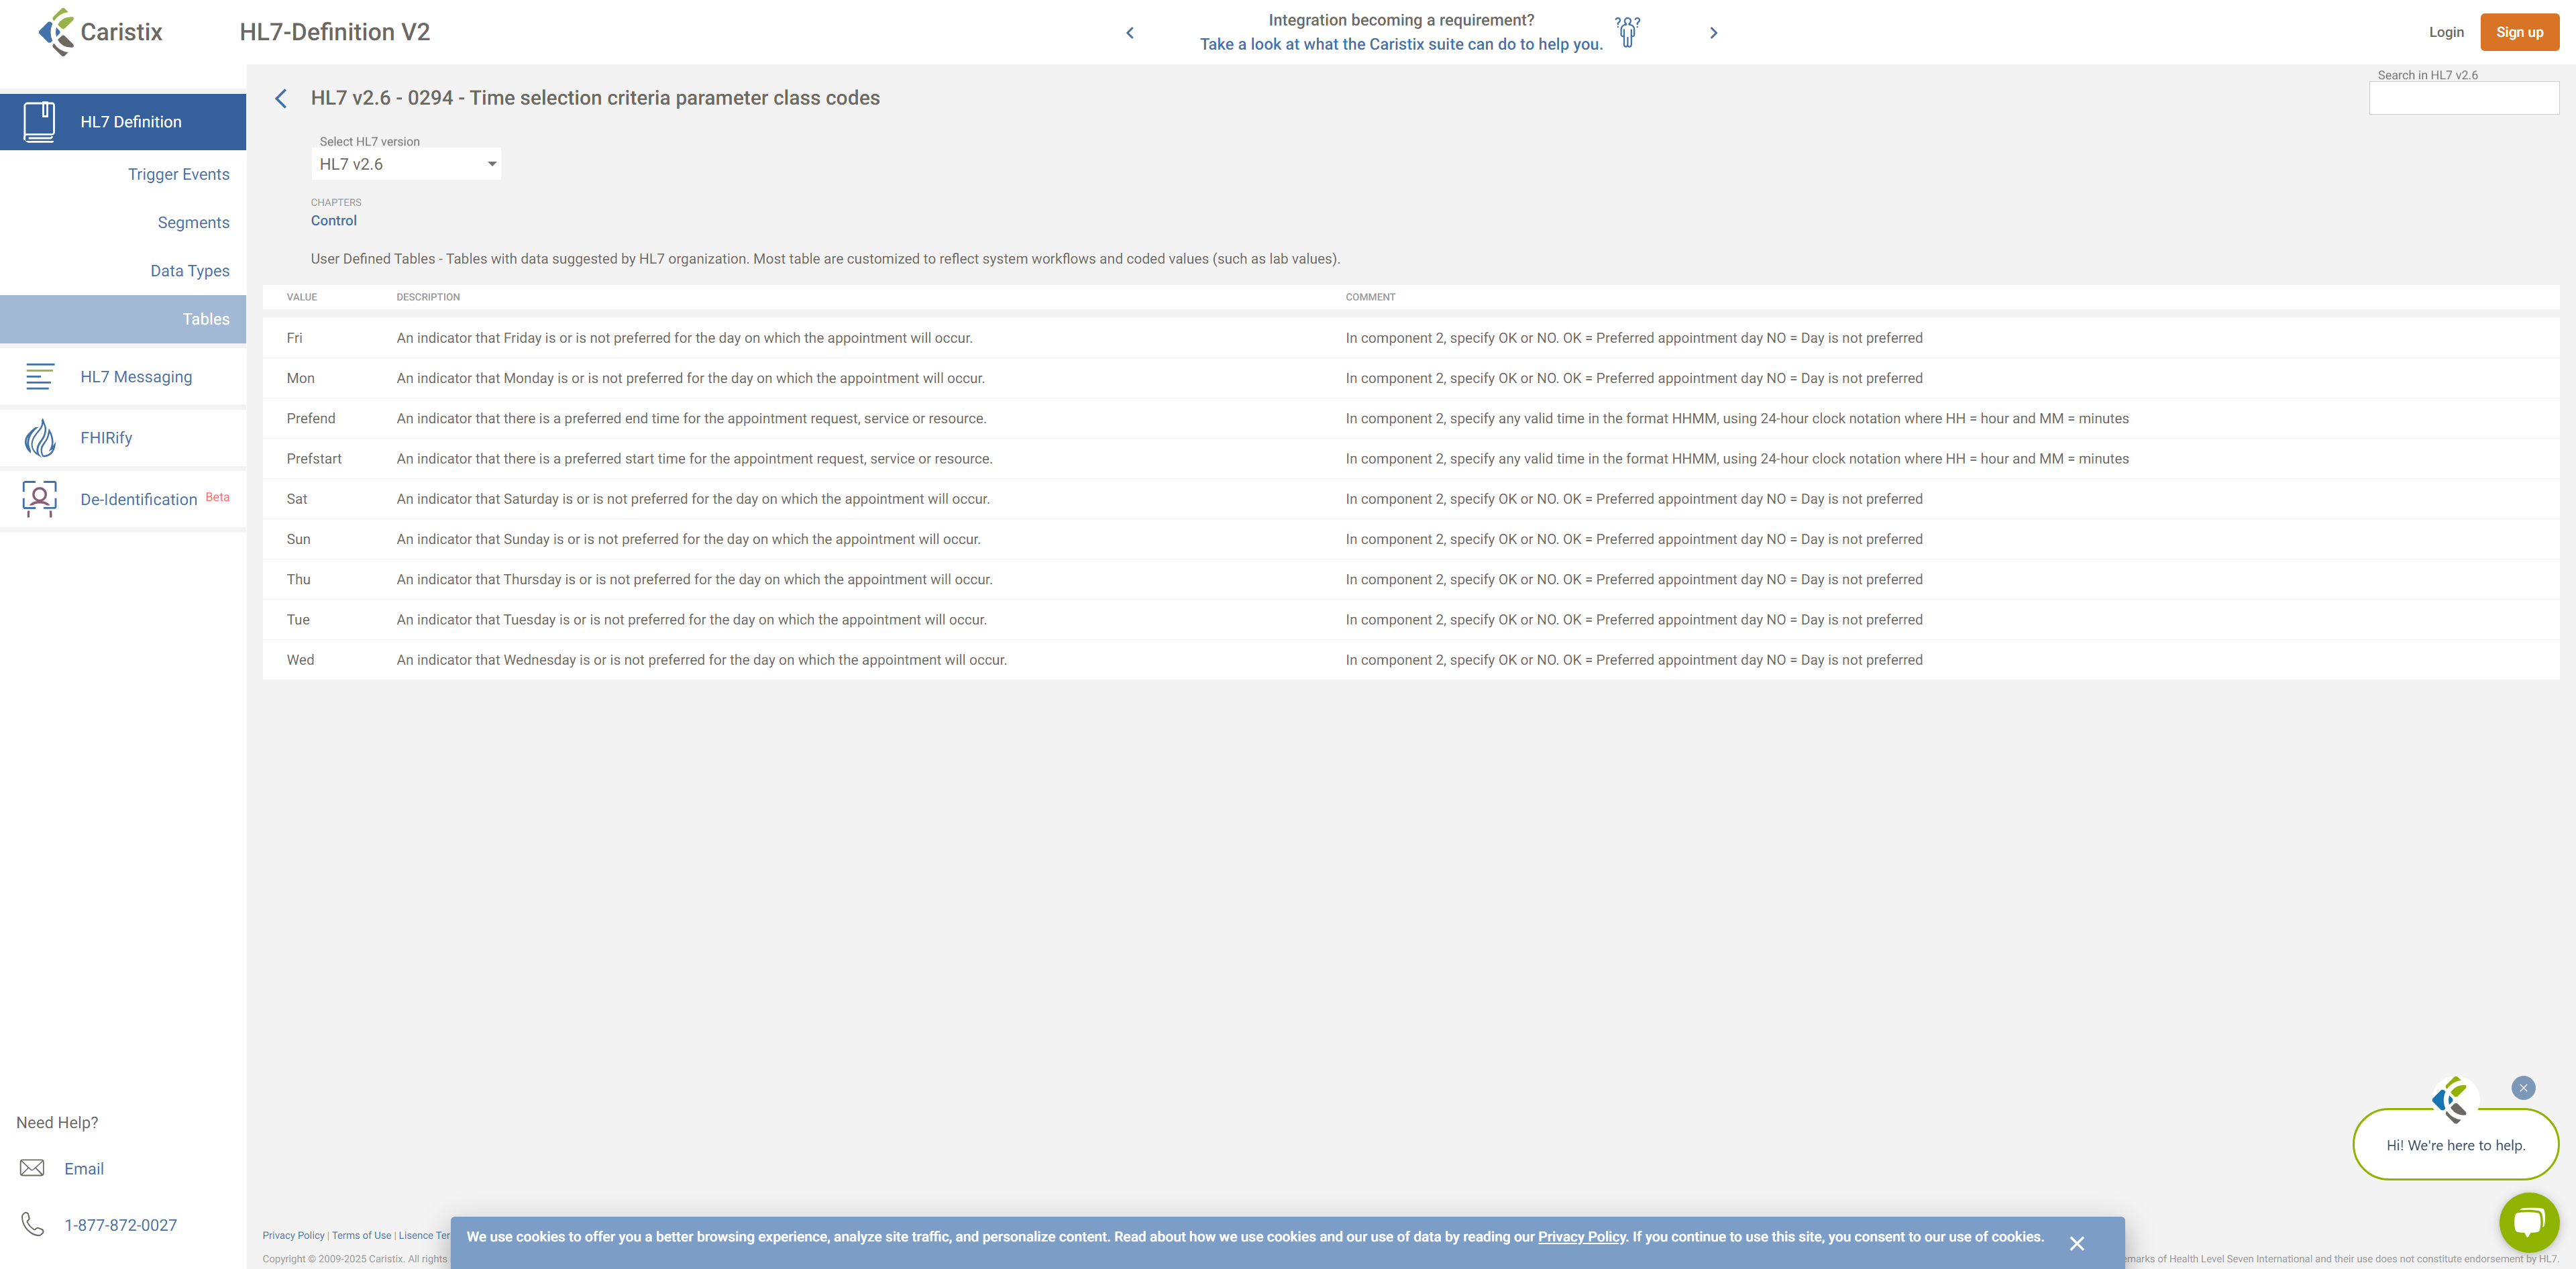 Caristix
HL7-Definition V2
Integration becoming a requirement?
Take a look at what the Caristix suite can do to help you.
Login
Sign up
HL7 Definition
Trigger Events
Segments
Data Types
Tables
HL7 Messaging
FHIRify
De-Identification Beta
Need Help?
Email
1-877-872-0027
HL7 v2.6 - 0294 - Time selection criteria parameter class codes
Search in HL7 v2.6
Select HL7 version
HL7 v2.6
CHAPTERS
Control
User Defined Tables - Tables with data suggested by HL7 organization. Most table are customized to reflect system workflows and coded values (such as lab values).
VALUE DESCRIPTION COMMENT
Fri An indicator that Friday is or is not preferred for the day on which the appointment will occur. In component 2, specify OK or NO. OK = Preferred appointment day NO = Day is not preferred
Mon An indicator that Monday is or is not preferred for the day on which the appointment will occur. In component 2, specify OK or NO. OK = Preferred appointment day NO = Day is not preferred
Prefend An indicator that there is a preferred end time for the appointment request, service or resource. In component 2, specify any valid time in the format HHMM, using 24-hour clock notation where HH = hour and MM = minutes
Prefstart An indicator that there is a preferred start time for the appointment request, service or resource. In component 2, specify any valid time in the format HHMM, using 24-hour clock notation where HH = hour and MM = minutes
Sat An indicator that Saturday is or is not preferred for the day on which the appointment will occur. In component 2, specify OK or NO. OK = Preferred appointment day NO = Day is not preferred
Sun An indicator that Sunday is or is not preferred for the day on which the appointment will occur. In component 2, specify OK or NO. OK = Preferred appointment day NO = Day is not preferred
Thu An indicator that Thursday is or is not preferred for the day on which the appointment will occur. In component 2, specify OK or NO. OK = Preferred appointment day NO = Day is not preferred
Tue An indicator that Tuesday is or is not preferred for the day on which the appointment will occur. In component 2, specify OK or NO. OK = Preferred appointment day NO = Day is not preferred
Wed An indicator that Wednesday is or is not preferred for the day on which the appointment will occur. In component 2, specify OK or NO. OK = Preferred appointment day NO = Day is not preferred
Hi! We're here to help.
Privacy Policy | Terms of Use | Lisence
We use cookies to offer you a better browsing experience, analyze site traffic, and personalize content. Read about how we use cookies and our use of data by reading our Privacy Policy. If you continue to use this site, you consent to our use of cookies.
Copyright © 2009-2025 Caristix. All rights
of Health Level Seven International and their use does not constitute endorsement by HL7.